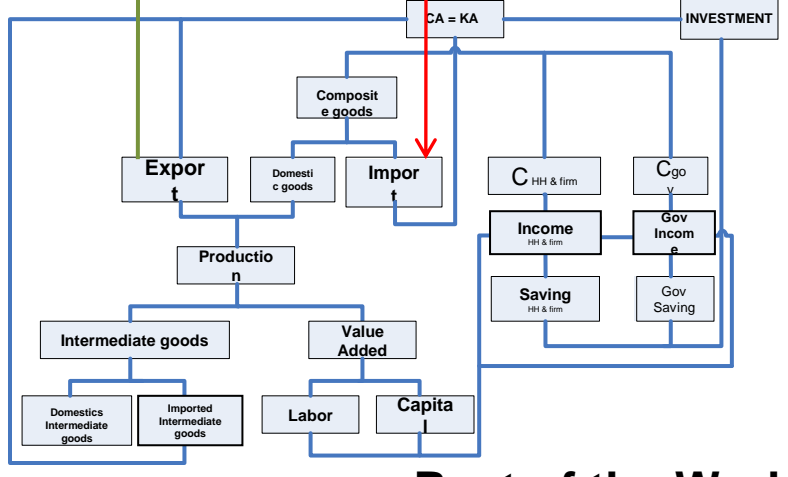 CA = KA
INVESTMENT
Composit
e goods
Expor
t
Domesti
c goods
Impor
t
C HH & firm
Cgo
v
Income
HH & firm
Gov
Incom
e
Productio
n
Saving
HH & firm
Gov
Saving
Intermediate goods
Value
Added
Domestics
Intermediate
goods
Imported
Intermediate
goods
Labor
Capita
l